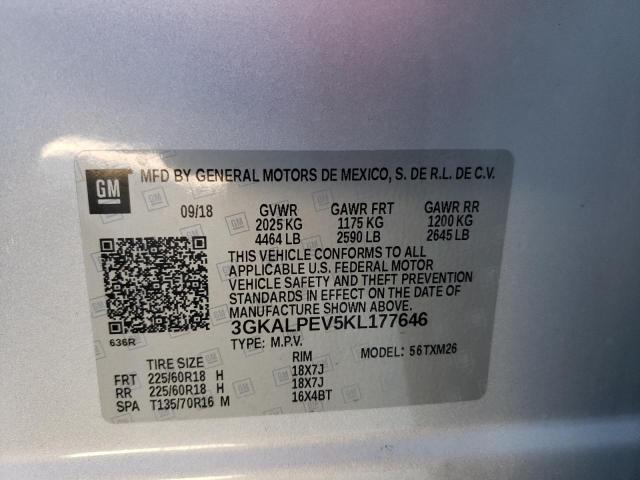 GM MFD BY GENERAL MOTORS DE MEXICO, S. DE R.L. DE C.V.
09/18 GVWR GAWR FRT GAWR RR
2025 KG 1175 KG 1200 KG
4464 LB 2590 LB 2645 LB
THIS VEHICLE CONFORMS TO ALL
APPLICABLE U.S. FEDERAL MOTOR
VEHICLE SAFETY AND THEFT PREVENTION
STANDARDS IN EFFECT ON THE DATE OF
MANUFACTURE SHOWN ABOVE.
3GKALPEV5KL177646
636R TYPE: M.P.V. MODEL: 56TXM26
TIRE SIZE RIM
FRT 225/60R18 H 18X7J
RR 225/60R18 H 18X7J
SPA T135/70R16 M 16X4BT